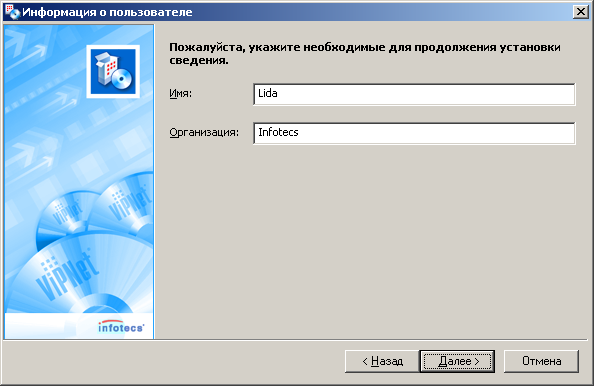 Информация о пользователе
Пожалуйста, укажите необходимые для продолжения установки
сведения.
Имя:
Lida
Организация:
Infotecs
ViPNet
ViPNet
ViPNet
infotecs
< Назад
Далее >
Отмена